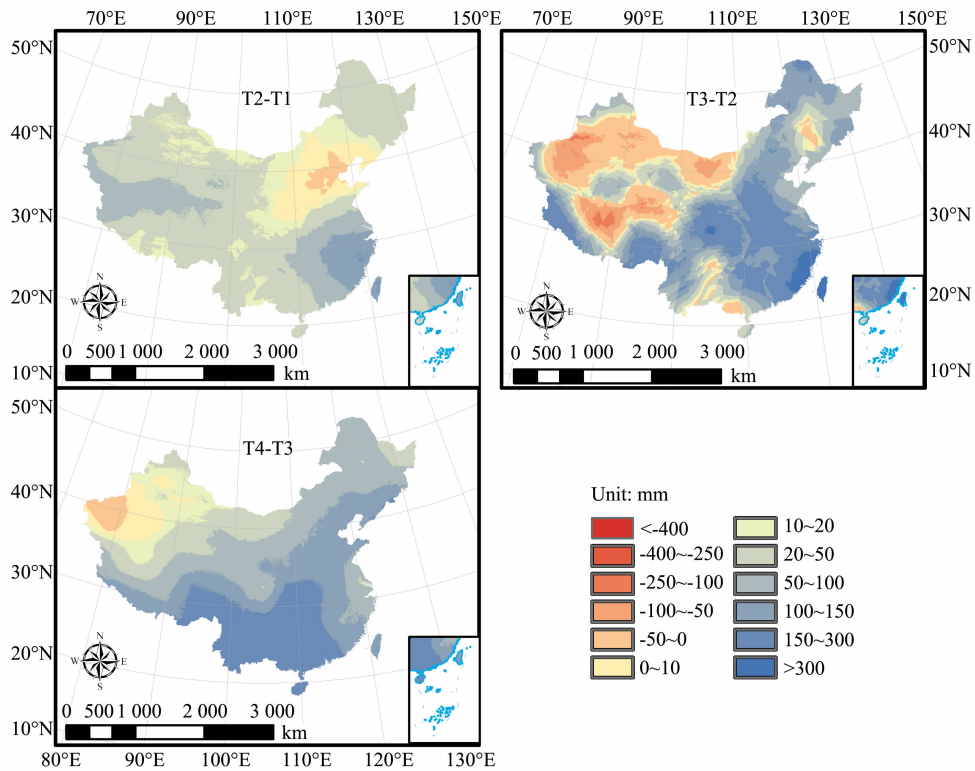 70°E 90°E 110°E 130°E 150°E
70°E 90°E 110°E 130°E 150°E
50°N
40°N
30°N
20°N
10°N
T2-T1
N
W E
S
0 500 1 000 2 000 3 000
km
T3-T2
N
W E
S
0 500 1 000 2 000 3 000
km
50°N
40°N
30°N
20°N
10°N
50°N
40°N
30°N
20°N
10°N
T4-T3
N
W E
S
0 500 1 000 2 000 3 000
km
80°E 90°E 100°E 110°E 120°E 130°E
Unit: mm
<-400
-400~-250
-250~-100
-100~-50
-50~0
0~10
10~20
20~50
50~100
100~150
150~300
>300